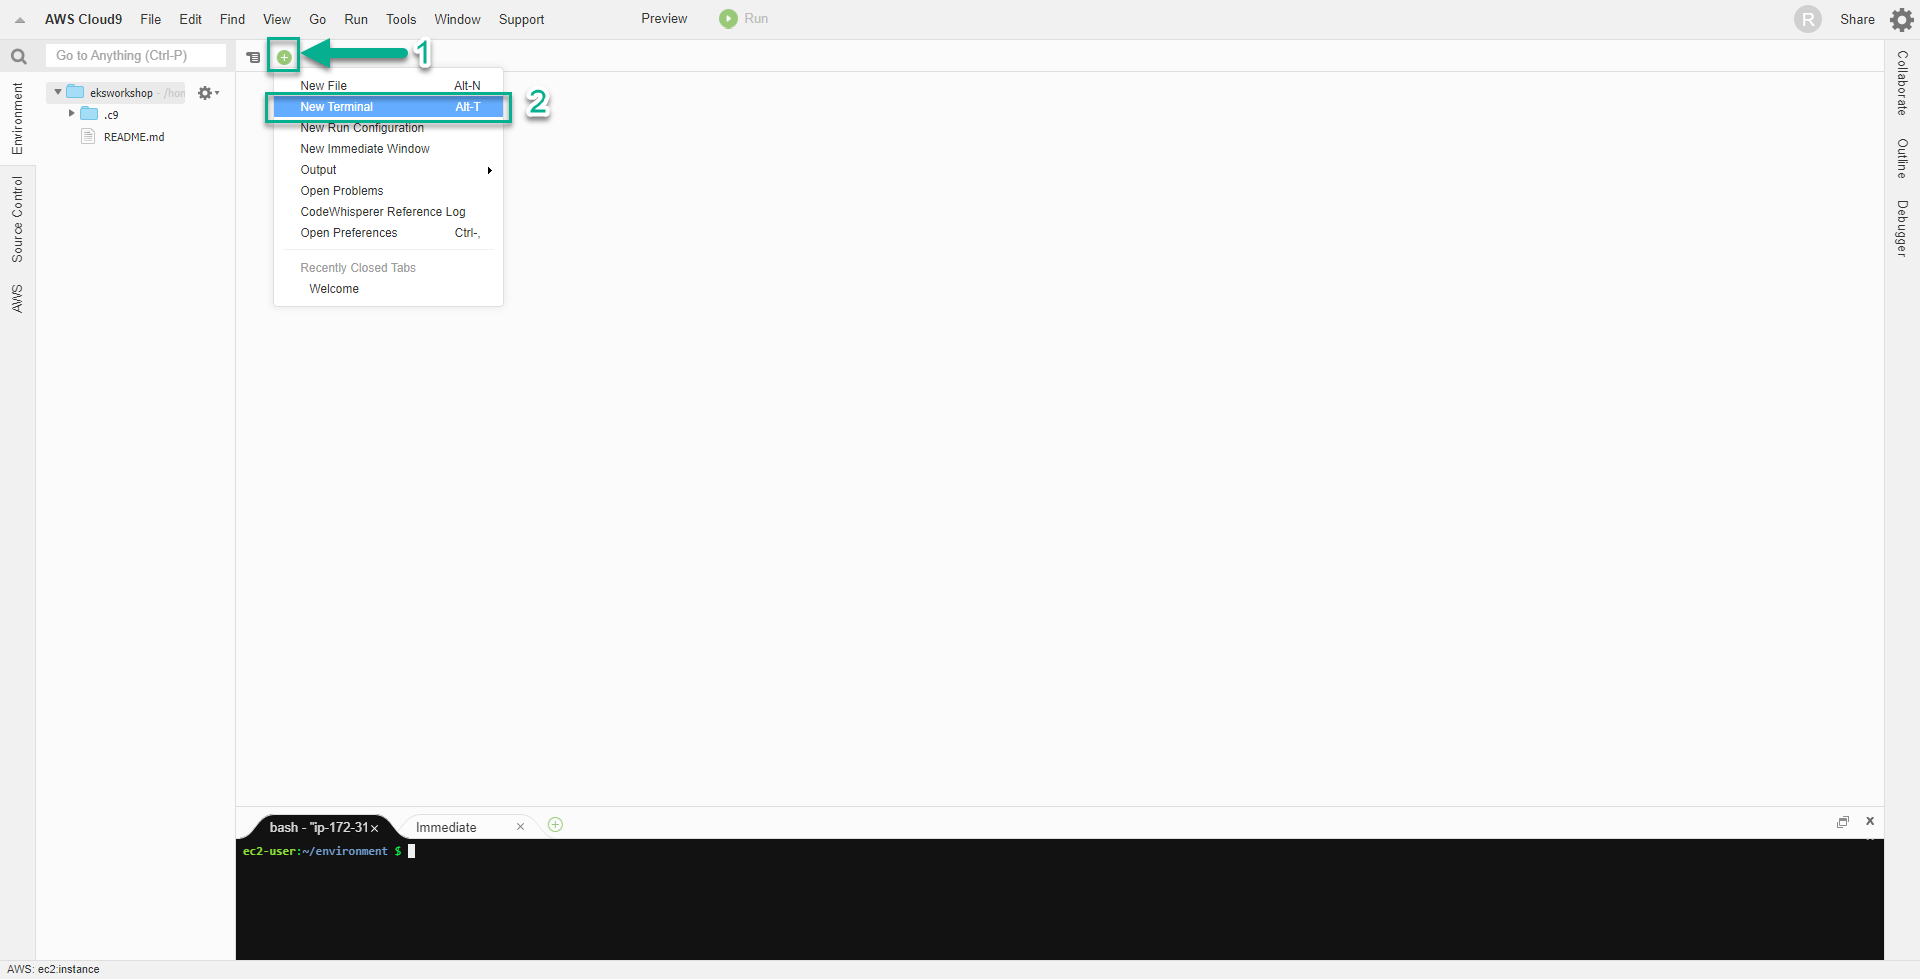 AWS Cloud9 File Edit Find View Go Run Tools Window Support Preview Run R Share
Go to Anything (Ctrl-P)
1
Environment
Source Control
AWS
eksworkshop - /hon
.c9
README.md
New File Alt-N
New Terminal Alt-T
2
New Run Configuration
New Immediate Window
Output
Open Problems
CodeWhisperer Reference Log
Open Preferences Ctrl-,
Recently Closed Tabs
Welcome
Collaborate
Outline
Debugger
bash - "ip-172-31 Immediate
ec2-user:~/environment $
AWS: ec2:instance